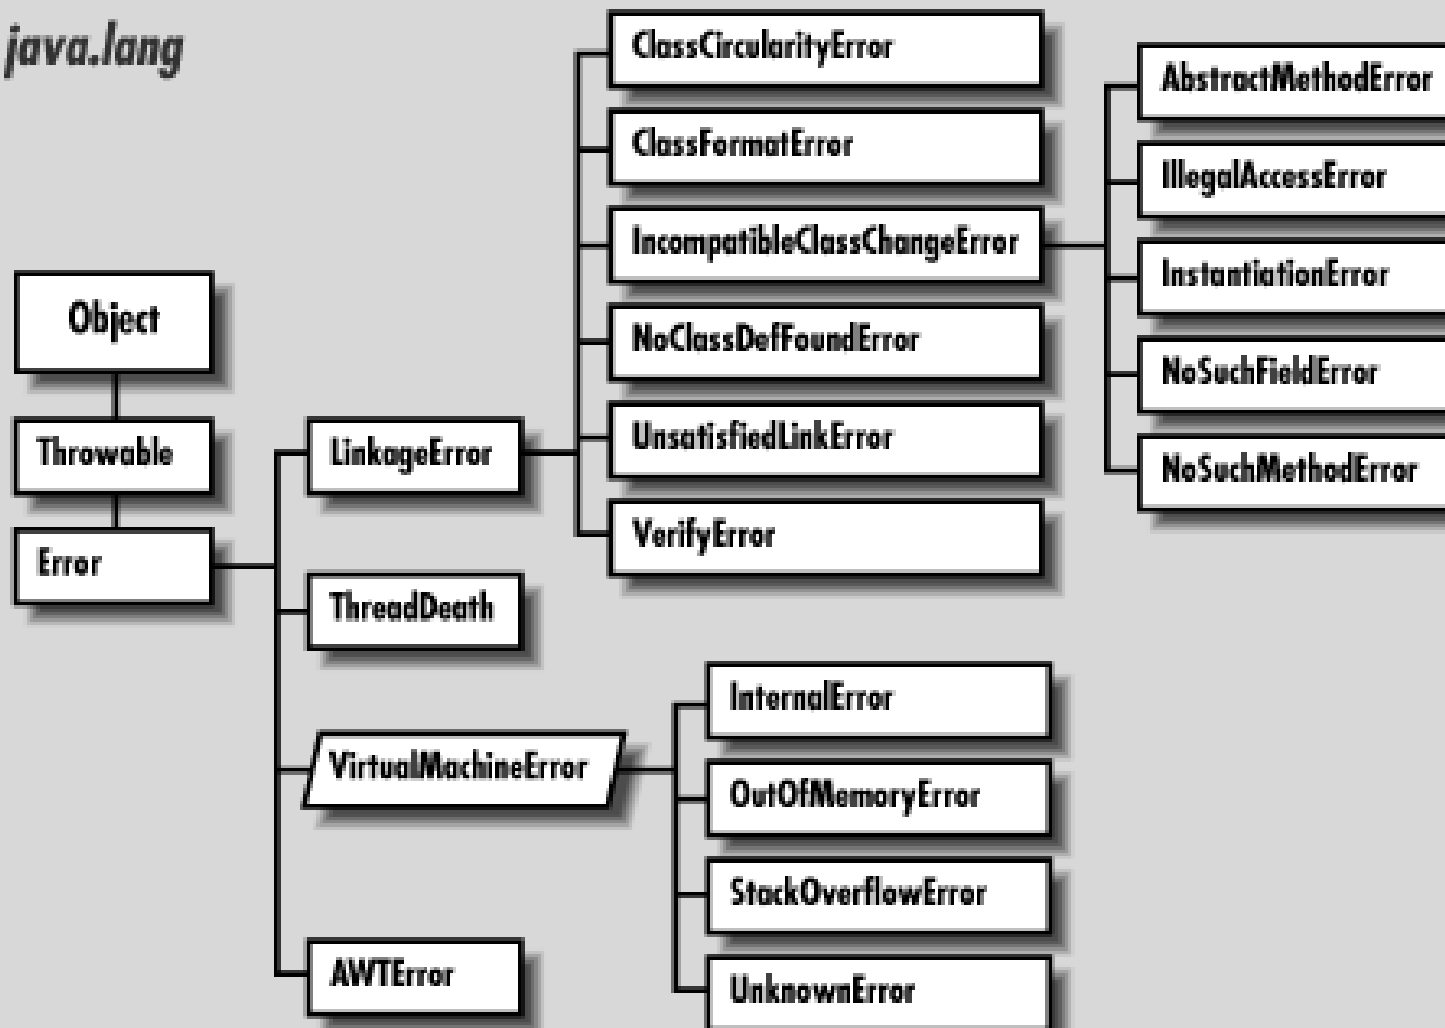 java.lang
Object
Throwable
Error
LinkageError
ThreadDeath
VirtualMachineError
AWTError
ClassCircularityError
ClassFormatError
IncompatibleClassChangeError
NoClassDefFoundError
UnsatisfiedLinkError
VerifyError
InternalError
OutOfMemoryError
StackOverflowError
UnknownError
AbstractMethodError
IllegalAccessError
InstantiationError
NoSuchFieldError
NoSuchMethodError